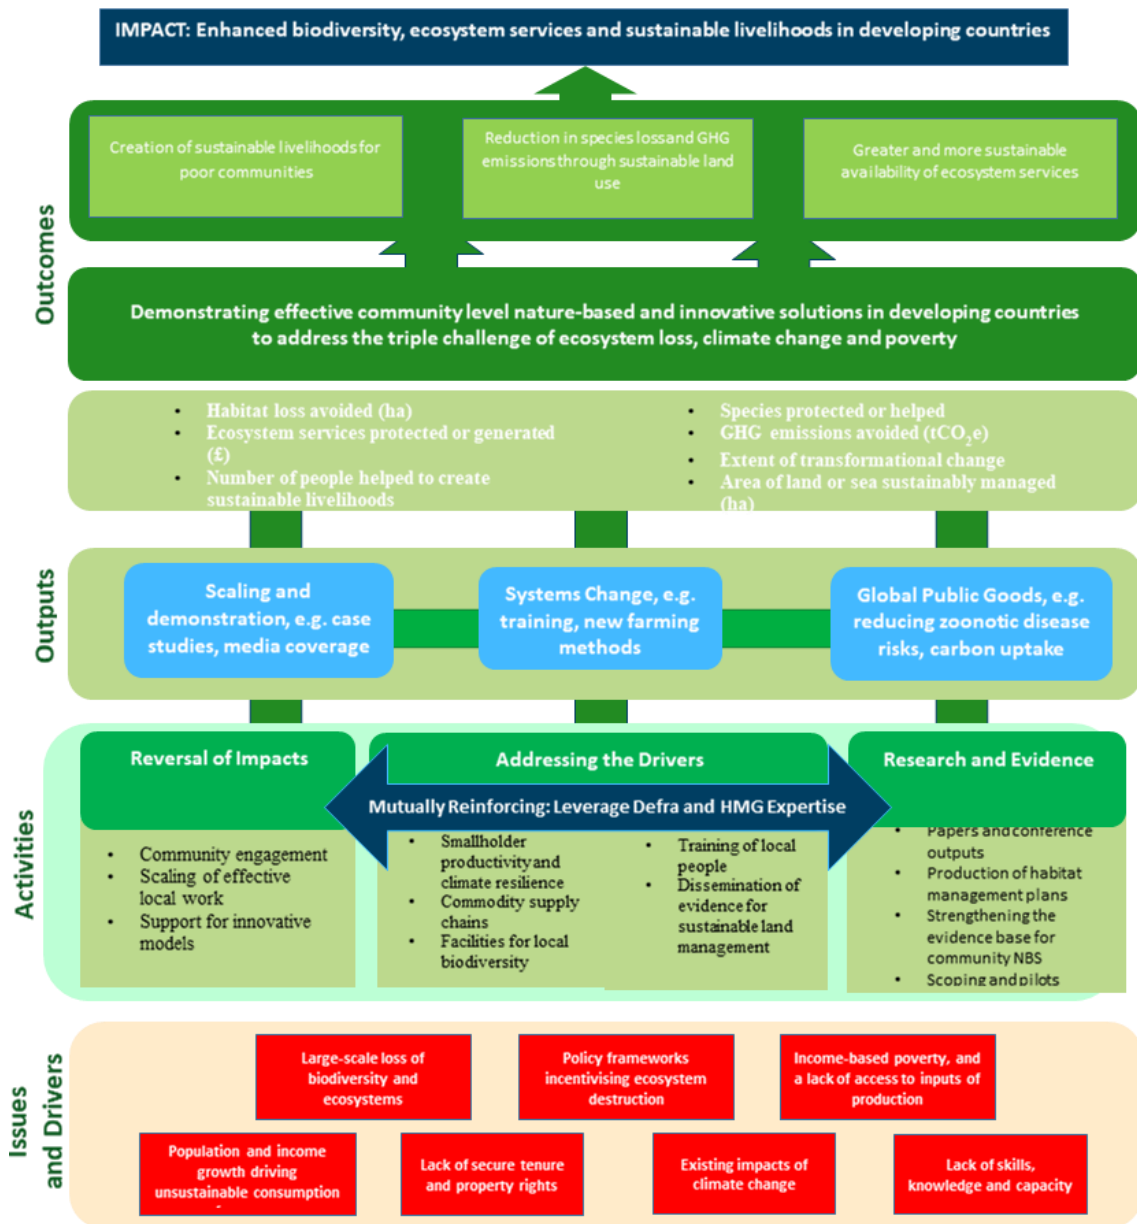 IMPACT: Enhanced biodiversity, ecosystem services and sustainable livelihoods in developing countries
Outcomes
Creation of sustainable livelihoods for
poor communities
Reduction in species lossand GHG
emissions through sustainable land
use
Greater and more sustainable
availability of ecosystem services
Demonstrating effective community level nature-based and innovative solutions in developing countries
to address the triple challenge of ecosystem loss, climate change and poverty
• Habitat loss avoided (ha)
• Ecosystem services protected or generated
(£)
• Number of people helped to create
sustainable livelihoods
• Species protected or helped
• GHG emissions avoided (tCO₂e)
• Extent of transformational change
• Area of land or sea sustainably managed
(ha)
Outputs
Scaling and
demonstration, e.g. case
studies, media coverage
Systems Change, e.g.
training, new farming
methods
Global Public Goods, e.g.
reducing zoonotic disease
risks, carbon uptake
Activities
Reversal of Impacts
Addressing the Drivers
Research and Evidence
Mutually Reinforcing: Leverage Defra and HMG Expertise
• Community engagement
• Scaling of effective
local work
• Support for innovative
models
• Smallholder
productivity and
climate resilience
• Commodity supply
chains
• Facilities for local
biodiversity
• Training of local
people
• Dissemination of
evidence for
sustainable land
management
• Papers and conference
outputs
• Production of habitat
management plans
• Strengthening the
evidence base for
community NBS
• Scoping and pilots
Issues
and Drivers
Large-scale loss of
biodiversity and
ecosystems
Policy frameworks
incentivising ecosystem
destruction
Income-based poverty, and
a lack of access to inputs of
production
Population and income
growth driving
unsustainable consumption
Lack of secure tenure
and property rights
Existing impacts of
climate change
Lack of skills,
knowledge and capacity